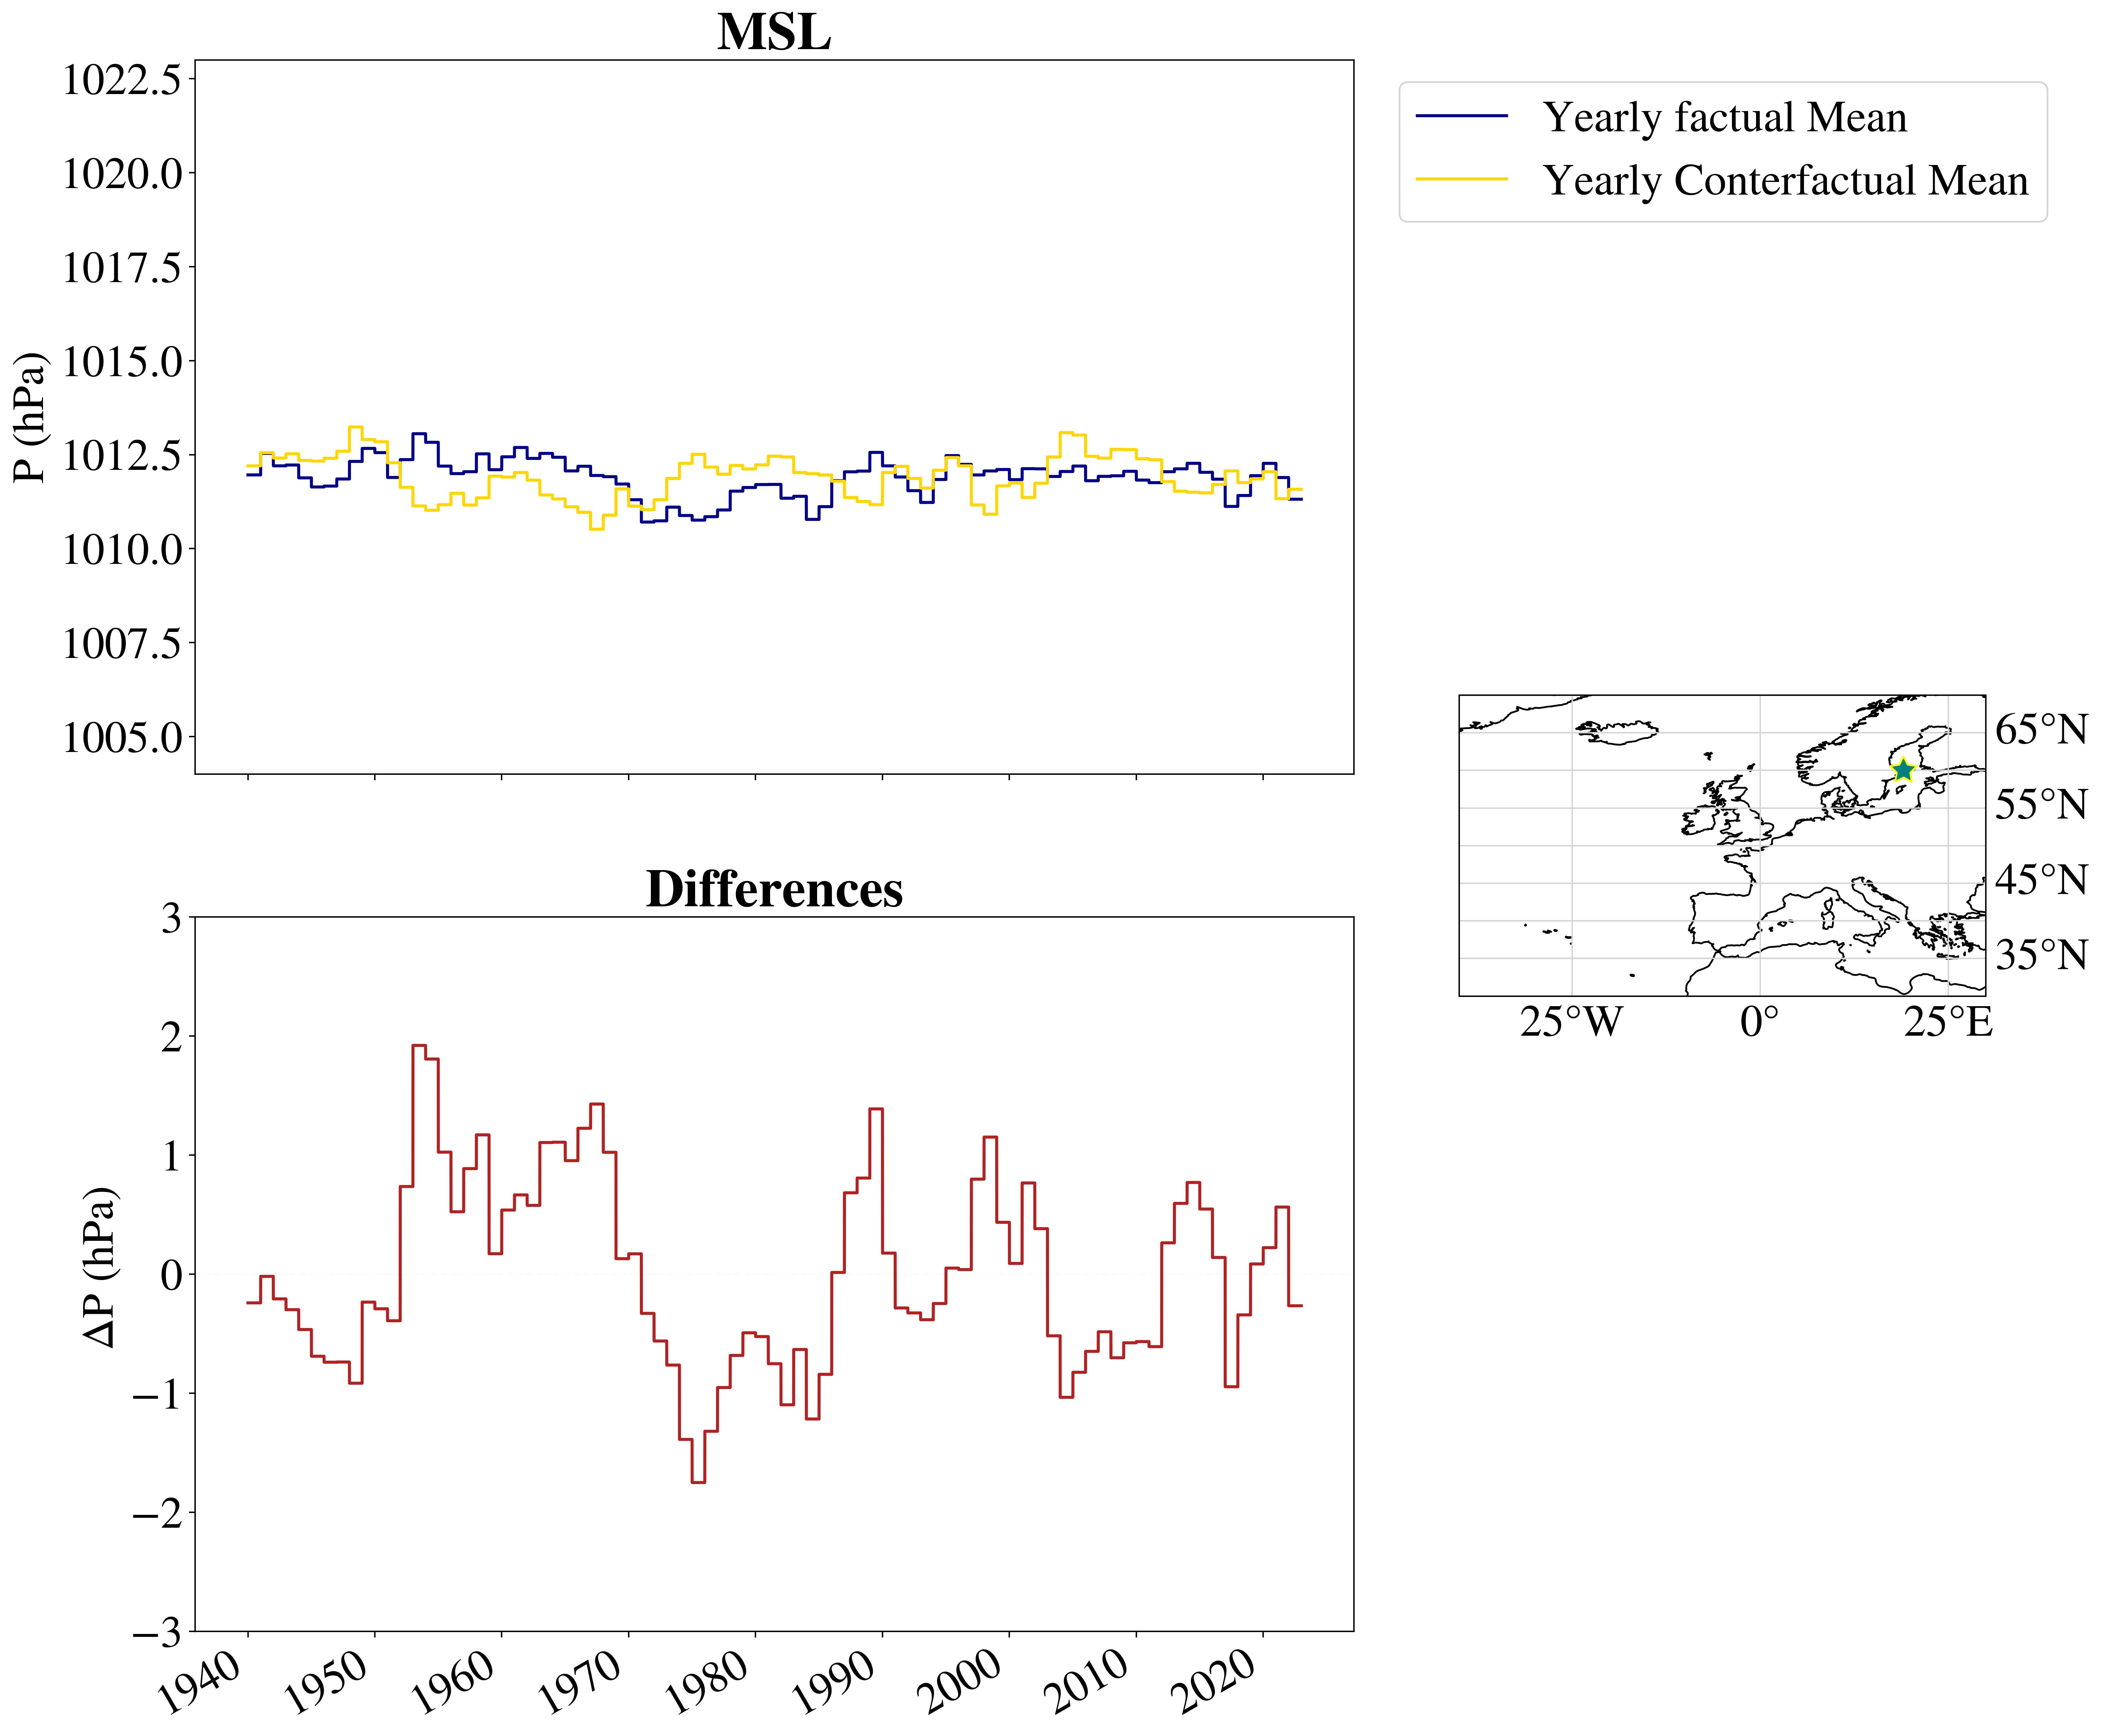 MSL
P (hPa)
1022.5
1020.0
1017.5
1015.0
1012.5
1010.0
1007.5
1005.0
Yearly factual Mean
Yearly Conterfactual Mean
65°N
55°N
45°N
35°N
25°W 0° 25°E
Differences
ΔP (hPa)
3
2
1
0
−1
−2
−3
1940 1950 1960 1970 1980 1990 2000 2010 2020